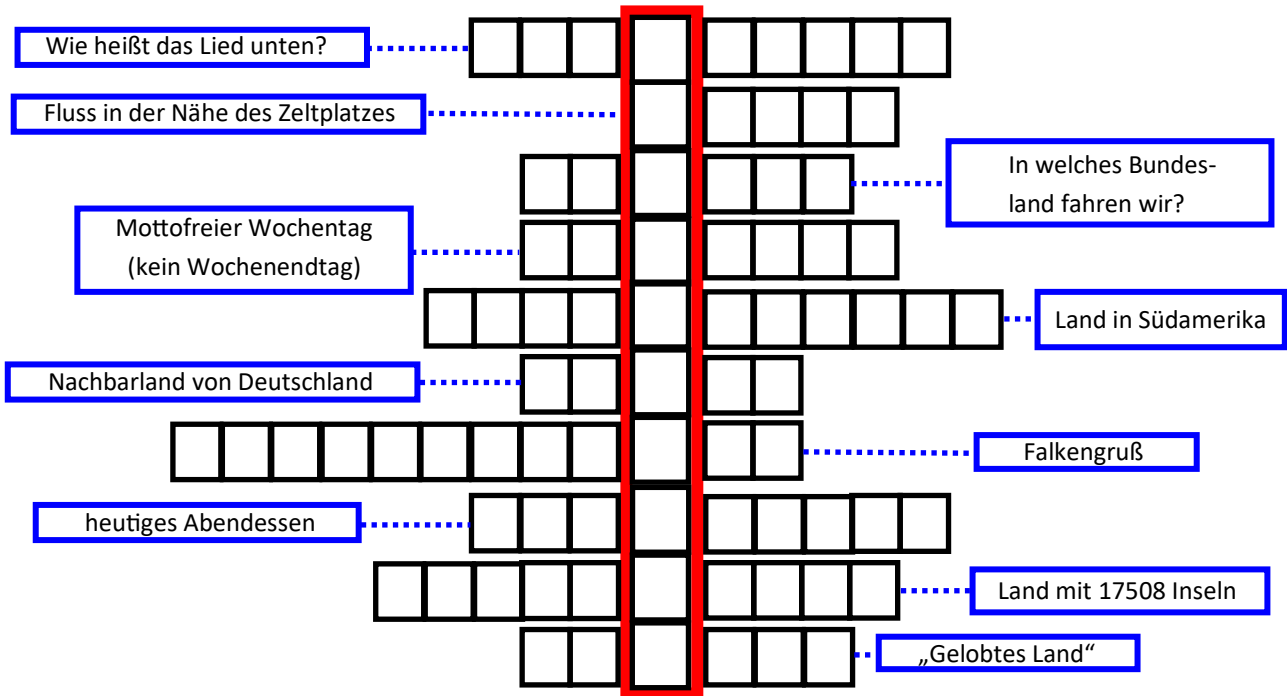 Wie heißt das Lied unten?
Fluss in der Nähe des Zeltplatzes
In welches Bundes-
land fahren wir?
Mottofreier Wochentag
(kein Wochenendtag)
Land in Südamerika
Nachbarland von Deutschland
Falkengruß
heutiges Abendessen
Land mit 17508 Inseln
„Gelobtes Land“